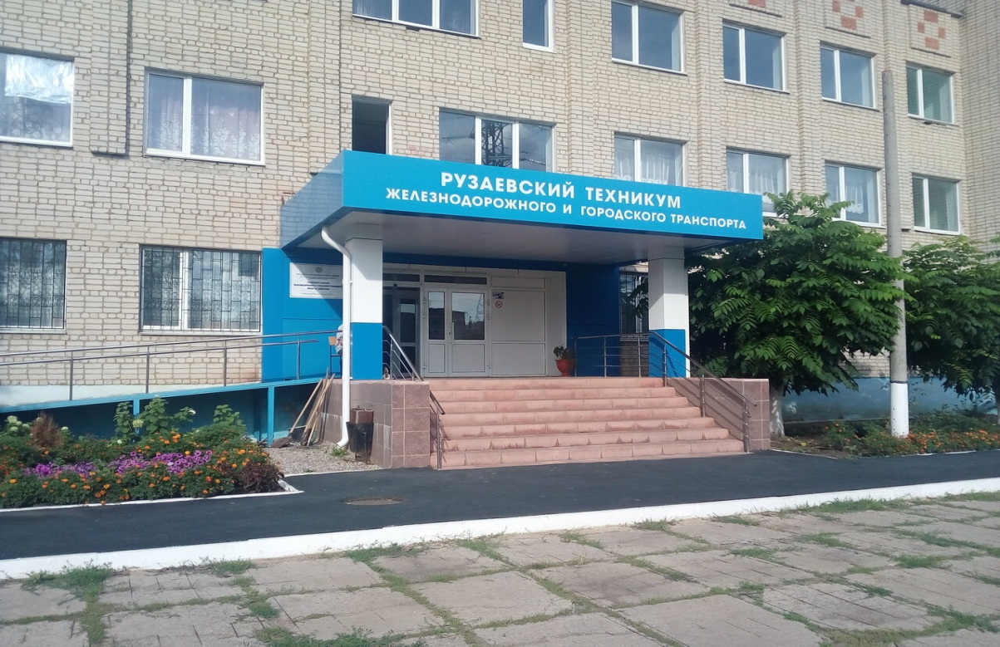 РУЗАЕВСКИЙ ТЕХНИКУМ
ЖЕЛЕЗНОДОРОЖНОГО И ГОРОДСКОГО ТРАНСПОРТА